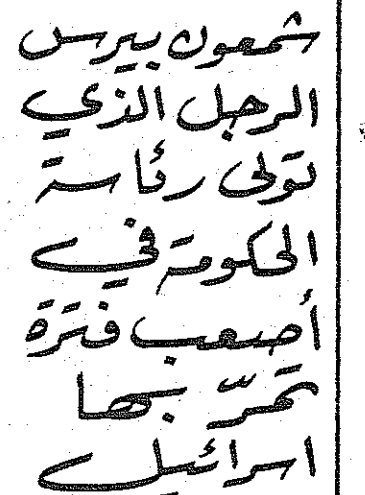 شمعون بيرس
الرجل الذي
تولى رئاسة
الحكومة في
أصعب فترة
تمرّ بها
اسرائيل